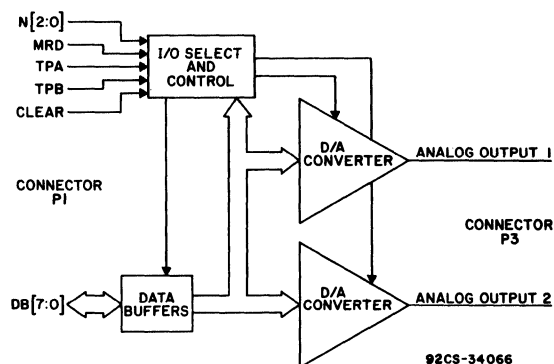 N[2:0]
MRD
TPA
TPB
CLEAR
I/O SELECT
AND
CONTROL
D/A
CONVERTER
ANALOG OUTPUT 1
CONNECTOR
P1
CONNECTOR
P3
DB[7:0]
DATA
BUFFERS
D/A
CONVERTER
ANALOG OUTPUT 2
92CS-34066